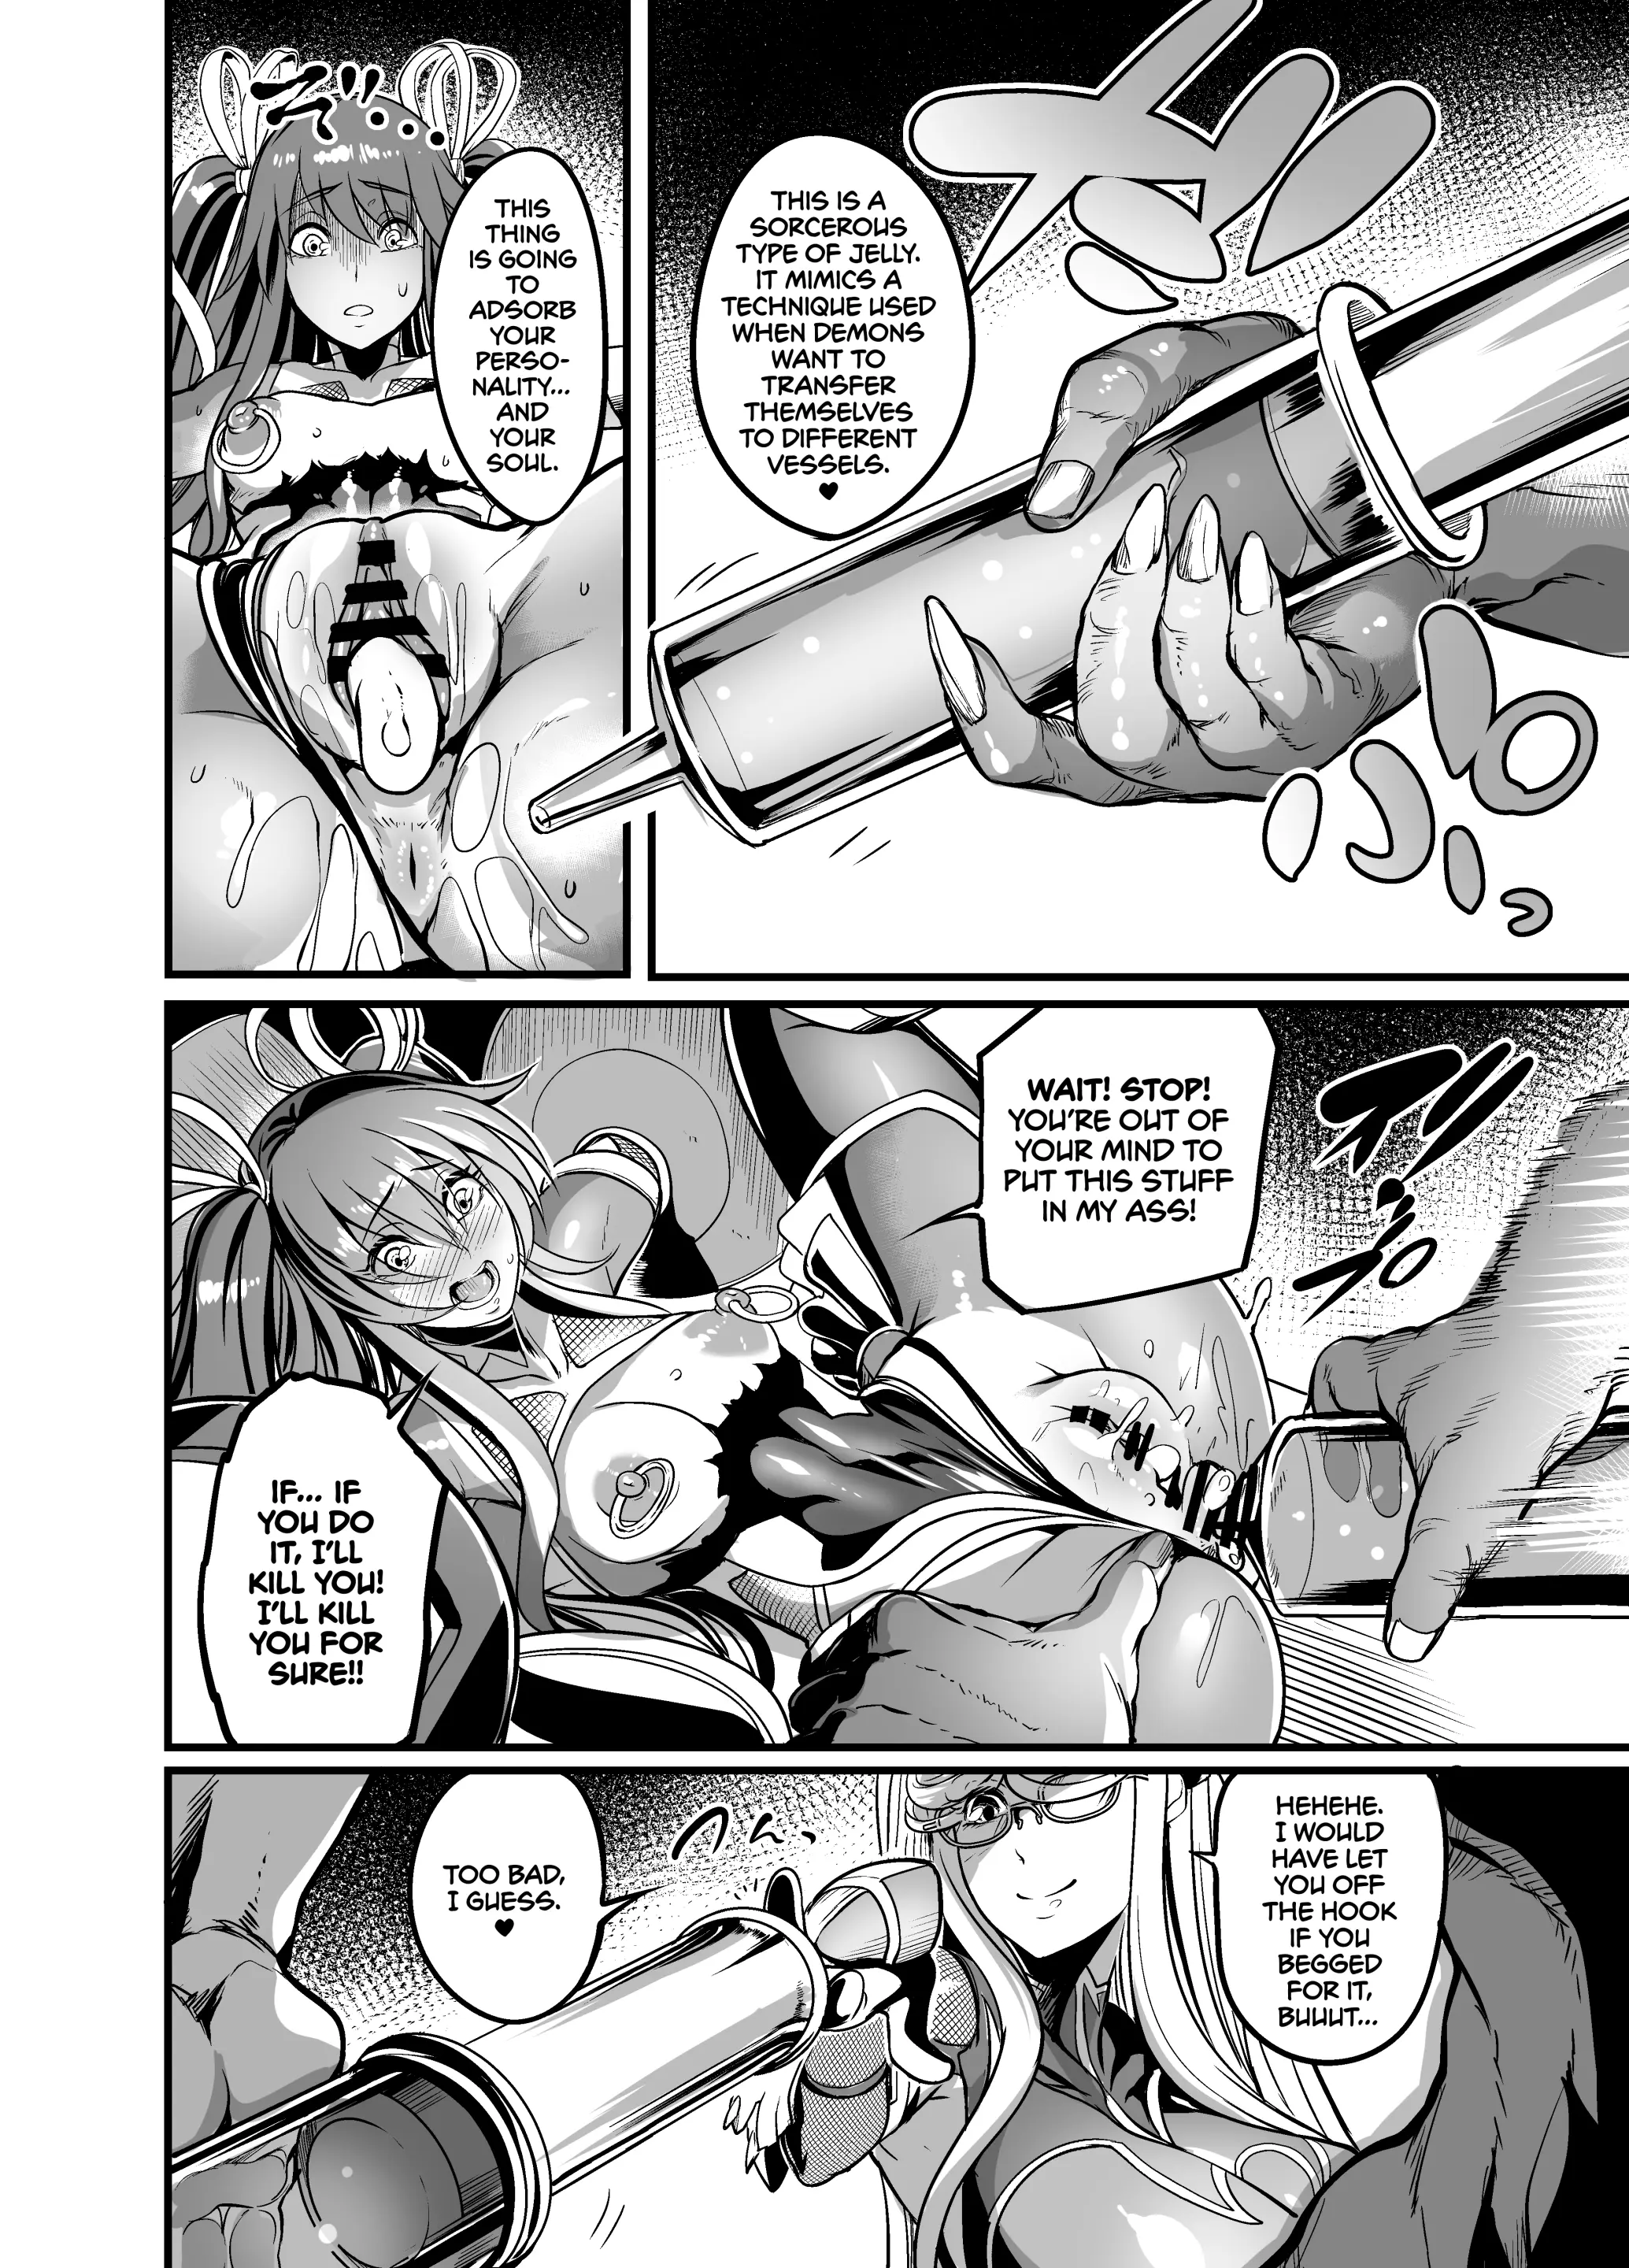 ズブ
THIS IS A
SORCEROUS
TYPE OF JELLY.
IT MIMICS A
TECHNIQUE USED
WHEN DEMONS
WANT TO
TRANSFER
THEMSELVES
TO DIFFERENT
VESSELS.
♥
THIS
THING
IS GOING
TO
ADSORB
YOUR
PERSO-
NALITY...
AND
YOUR
SOUL.
WAIT! STOP!
YOU'RE OUT OF
YOUR MIND TO
PUT THIS STUFF
IN MY ASS!
IF... IF
YOU DO
IT, I'LL
KILL YOU!
I'LL KILL
YOU FOR
SURE!!
HEHEHE.
I WOULD
HAVE LET
YOU OFF
THE HOOK
IF YOU
BEGGED
FOR IT,
BUUUT...
TOO BAD,
I GUESS.
♥